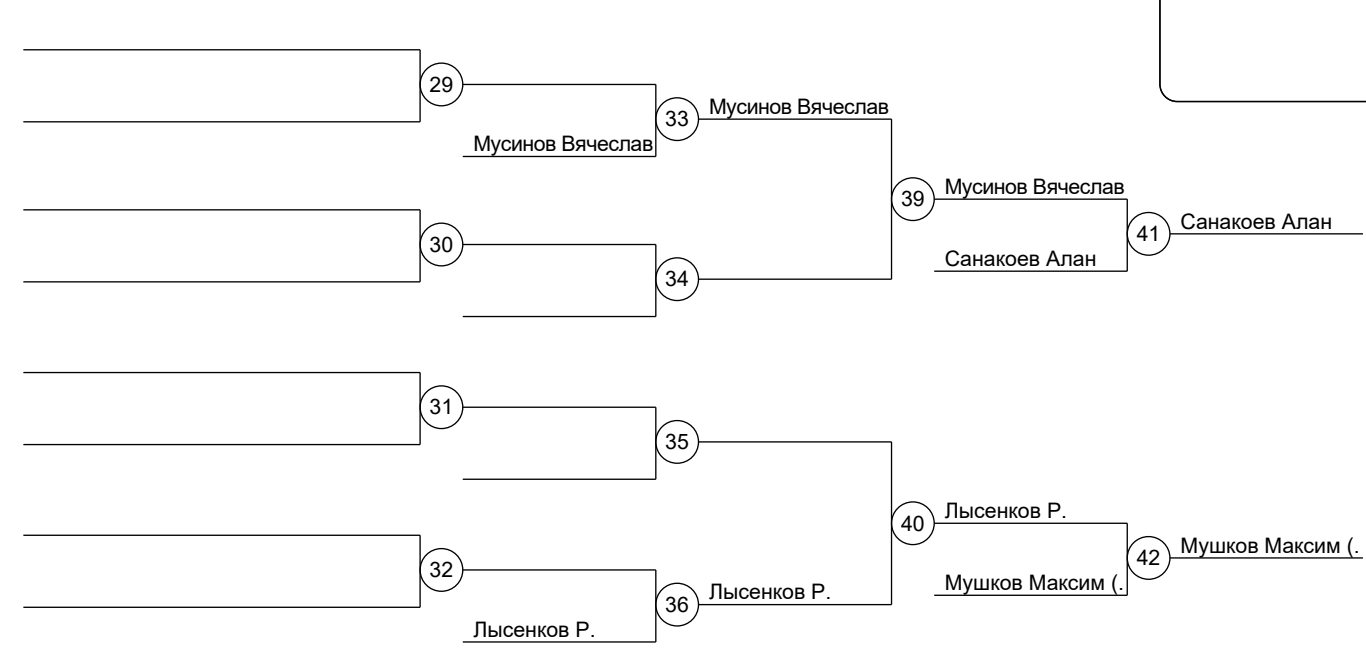 29
33 Мусинов Вячеслав
Мусинов Вячеслав
39 Мусинов Вячеслав
30
41 Санакоев Алан
Санакоев Алан
34
31
35
40 Лысенков Р.
42 Мушков Максим (.
32
Мушков Максим (.
36 Лысенков Р.
Лысенков Р.